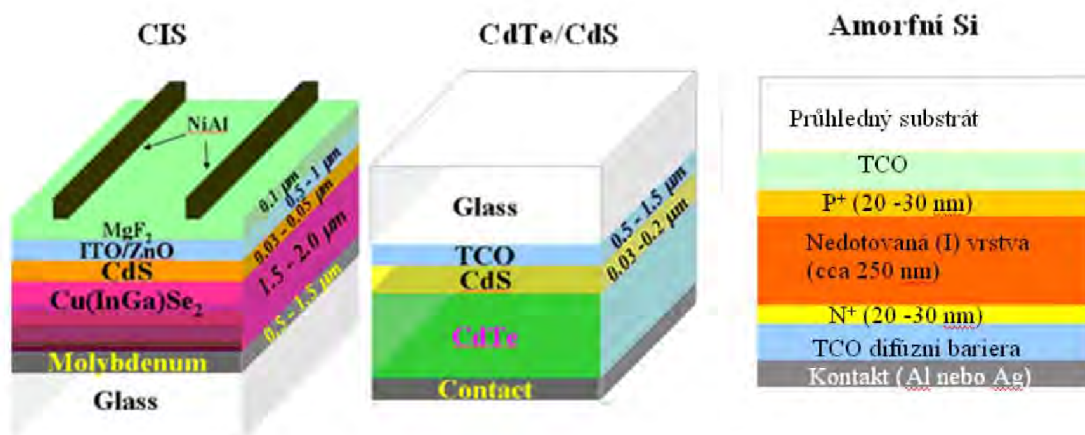 CIS
NiAl
MgF₂
ITO/ZnO
CdS
Cu(InGa)Se₂
Molybdenum
Glass
0.1 µm
0.5 - 1 µm
0.03 - 0.05 µm
1.5 - 2.0 µm
0.5 - 1.5 µm
CdTe/CdS
Glass
TCO
CdS
CdTe
Contact
0.5 - 1.5 µm
0.03 -0.2 µm
Amorfní Si
Průhledný substrát
TCO
P⁺ (20 -30 nm)
Nedotovaná (I) vrstva
(cca 250 nm)
N⁺ (20 -30 nm)
TCO difúzní bariera
Kontakt (Al nebo Ag)